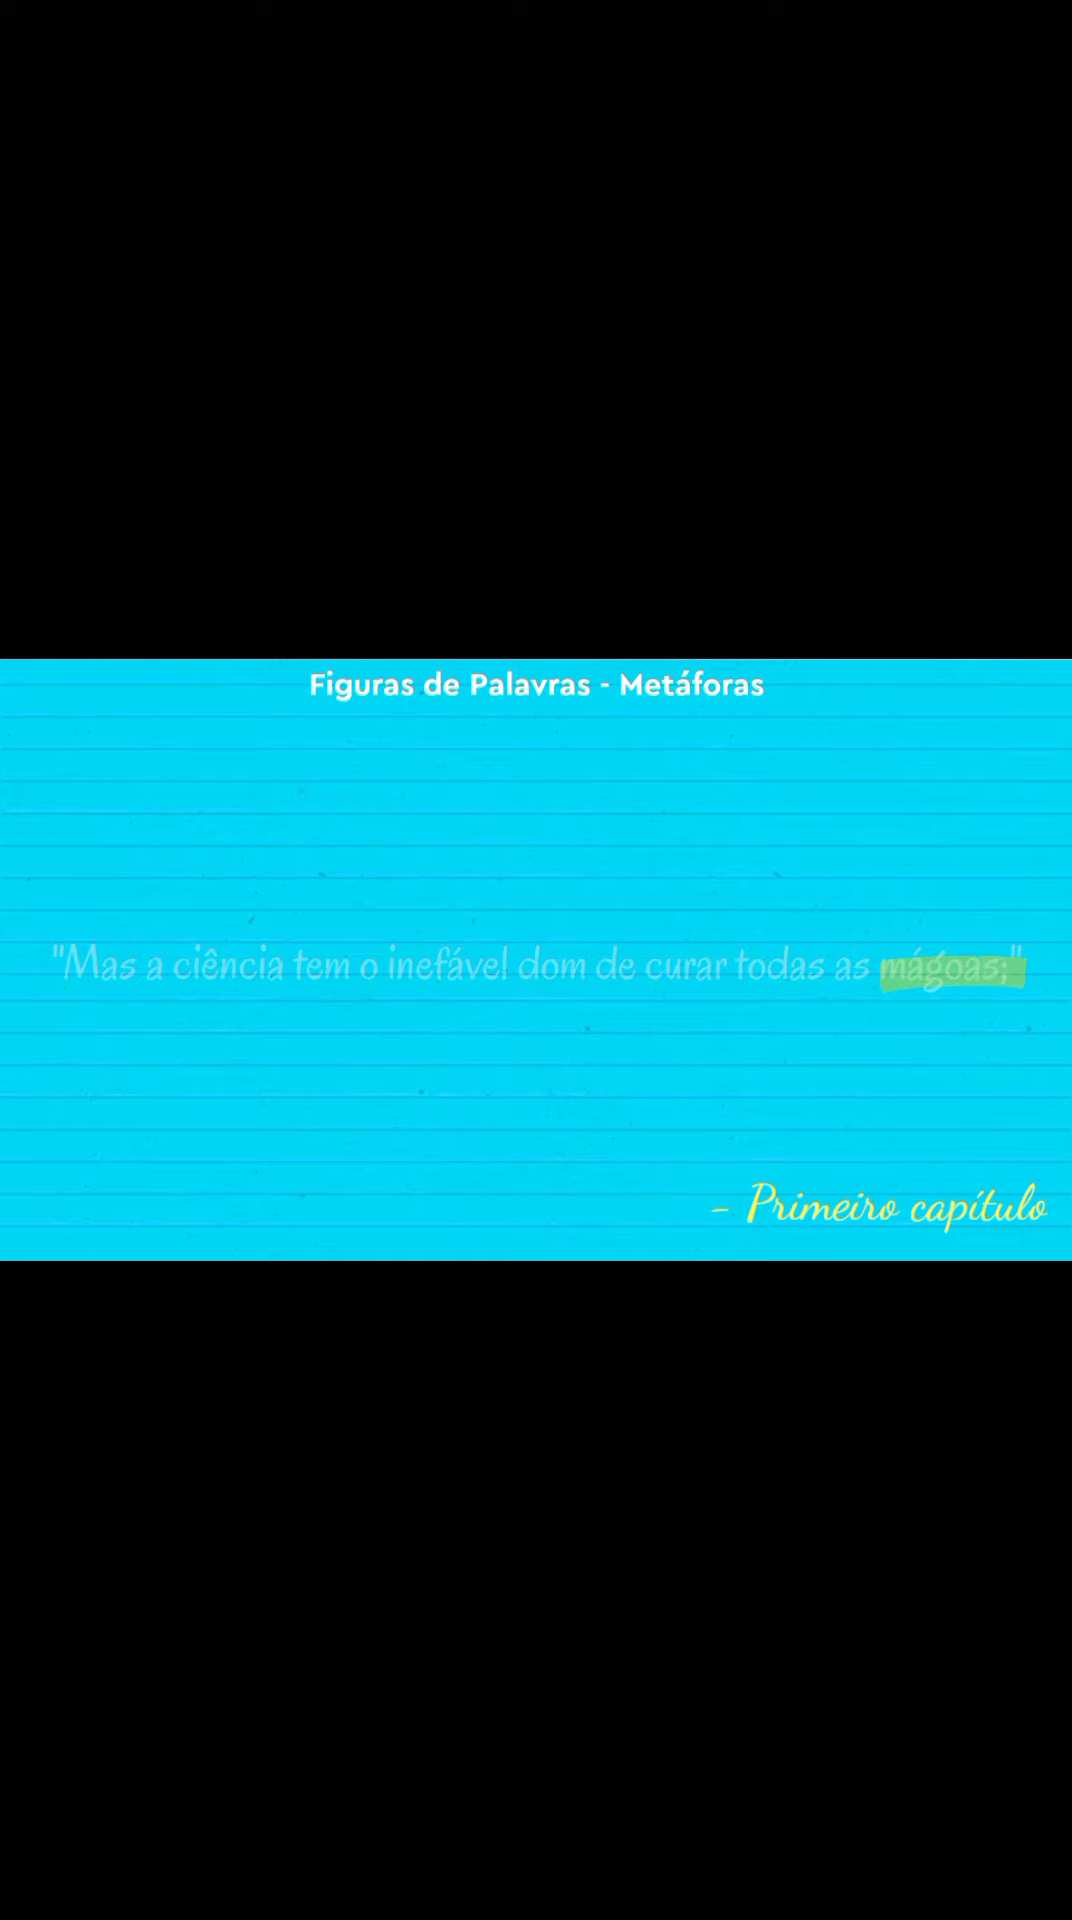 Figuras de Palavras - Metáforas
"Mas a ciência tem o inefável dom de curar todas as mágoas;"
- Primeiro capítulo